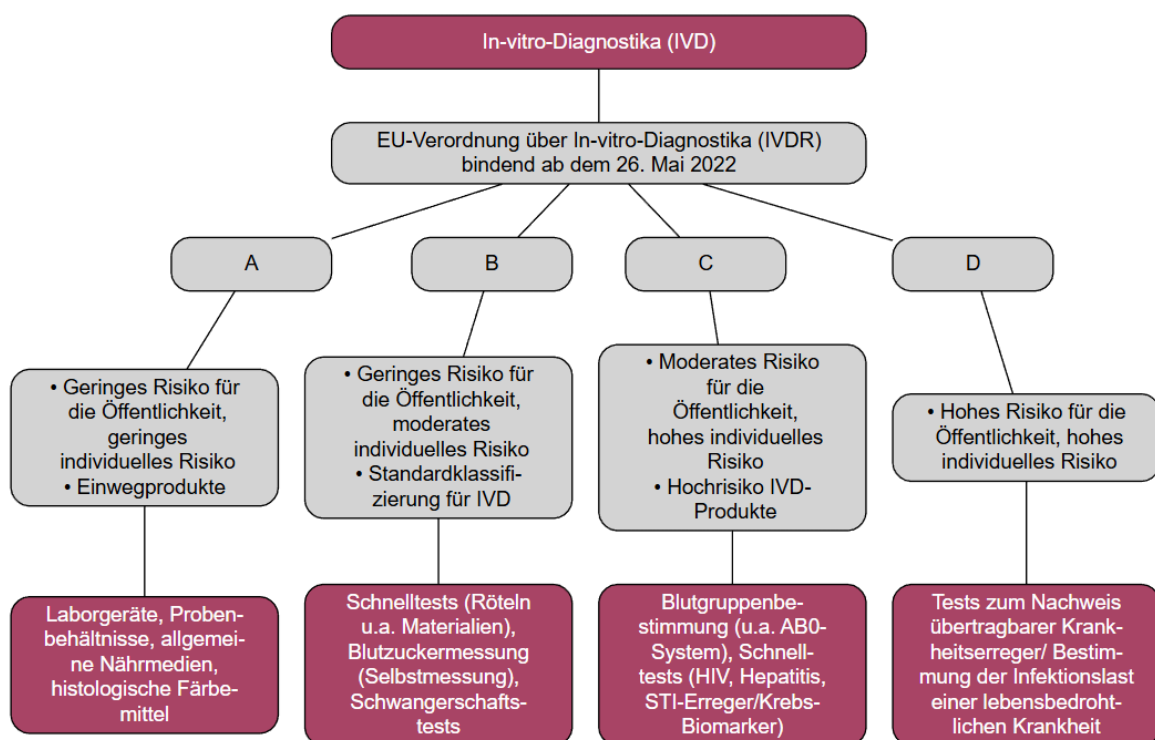 In-vitro-Diagnostika (IVD)
EU-Verordnung über In-vitro-Diagnostika (IVDR)
bindend ab dem 26. Mai 2022
A
B
C
D
• Geringes Risiko für
die Öffentlichkeit,
geringes
individuelles Risiko
• Einwegprodukte
• Geringes Risiko für
die Öffentlichkeit,
moderates
individuelles Risiko
• Standardklassifi-
zierung für IVD
• Moderates Risiko
für die
Öffentlichkeit,
hohes individuelles
Risiko
• Hochrisiko IVD-
Produkte
• Hohes Risiko für die
Öffentlichkeit, hohes
individuelles Risiko
Laborgeräte, Proben-
behältnisse, allgemei-
ne Nährmedien,
histologische Färbe-
mittel
Schnelltests (Röteln
u.a. Materialien),
Blutzuckermessung
(Selbstmessung),
Schwangerschafts-
tests
Blutgruppenbe-
stimmung (u.a. AB0-
System), Schnell-
tests (HIV, Hepatitis,
STI-Erreger/Krebs-
Biomarker)
Tests zum Nachweis
übertragbarer Krank-
heitserreger/ Bestim-
mung der Infektionslast
einer lebensbedroht-
lichen Krankheit